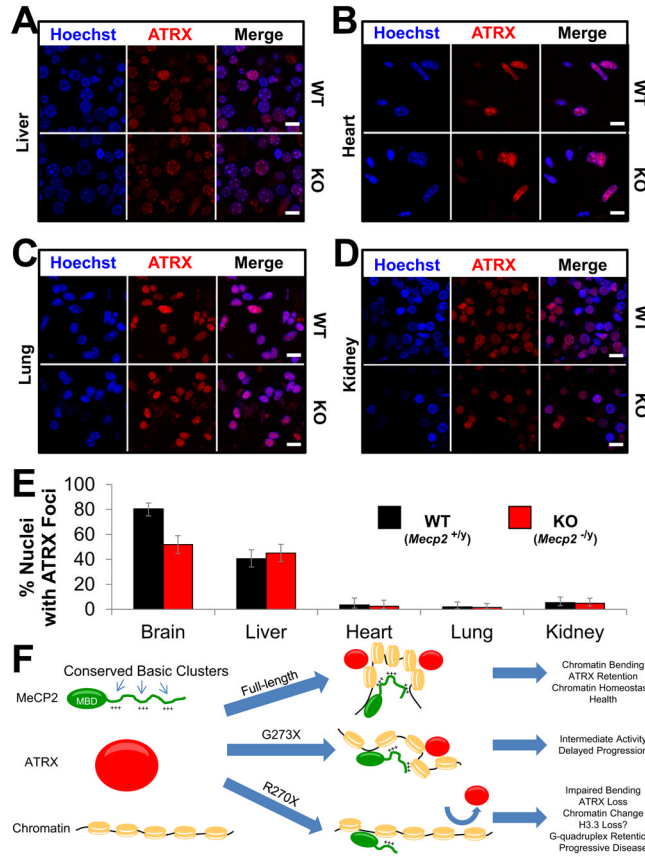 A
Hoechst ATRX Merge
Liver
WT
KO
B
Hoechst ATRX Merge
Heart
WT
KO
C
Hoechst ATRX Merge
Lung
WT
KO
D
Hoechst ATRX Merge
Kidney
WT
KO
E
% Nuclei
with ATRX Foci
100
80
60
40
20
0
Brain Liver Heart Lung Kidney
WT
(Mecp2 +/y)
KO
(Mecp2 -/y)
F
Conserved Basic Clusters
MeCP2
MBD
+++ +++ +++
ATRX
Chromatin
Full-length
G273X
R270X
Chromatin Bending
ATRX Retention
Chromatin Homeostas
Health
Intermediate Activity
Delayed Progression
Impaired Bending
ATRX Loss
Chromatin Change
H3.3 Loss?
G-quadruplex Retention
Progressive Disease